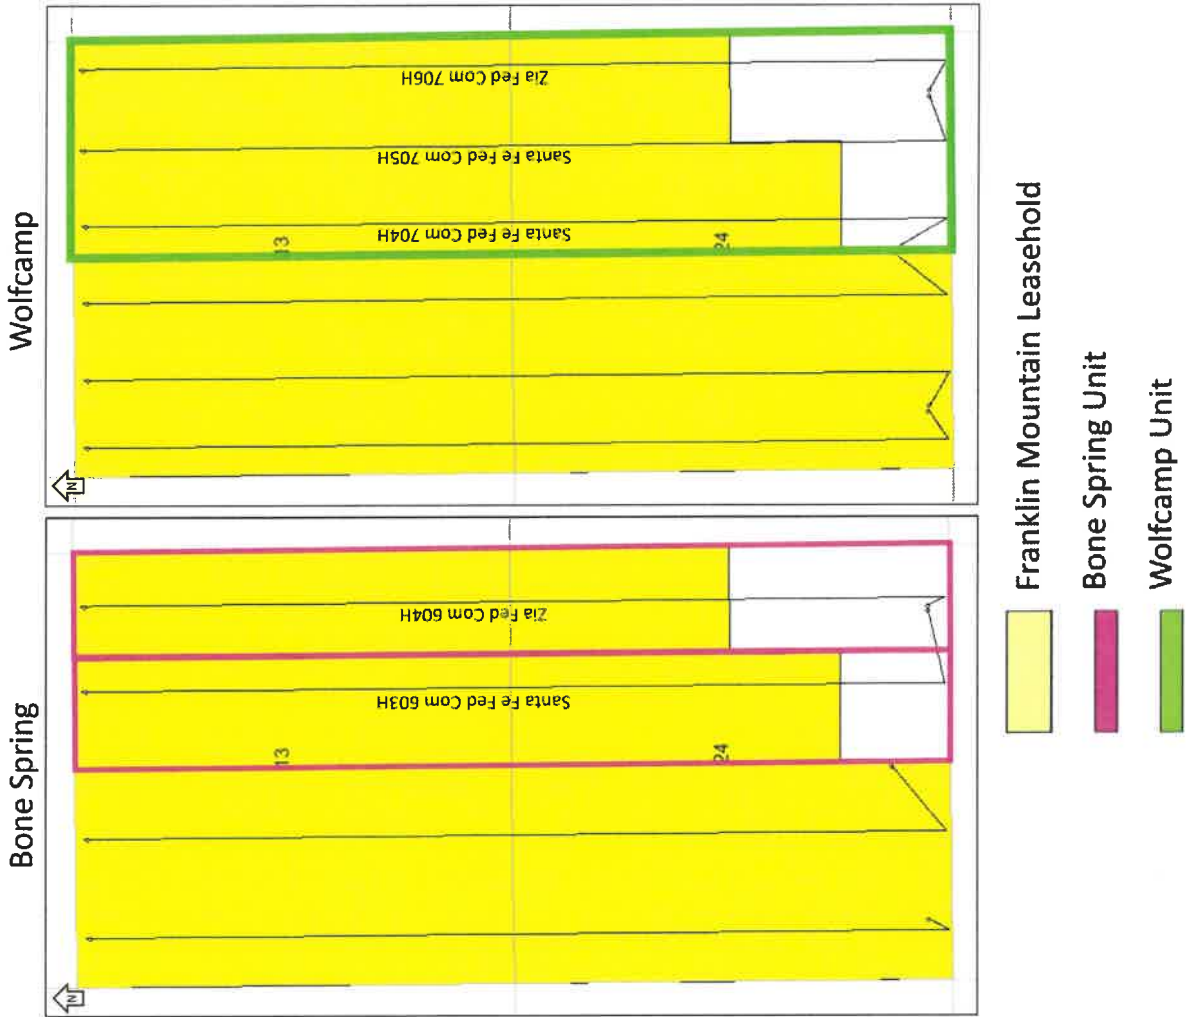 Wolfcamp
N
Zia Fed Com 706H
Santa Fe Fed Com 705H
Santa Fe Fed Com 704H
13
24
Bone Spring
N
Zia Fed Com 604H
Santa Fe Fed Com 603H
13
24
Franklin Mountain Leasehold
Bone Spring Unit
Wolfcamp Unit